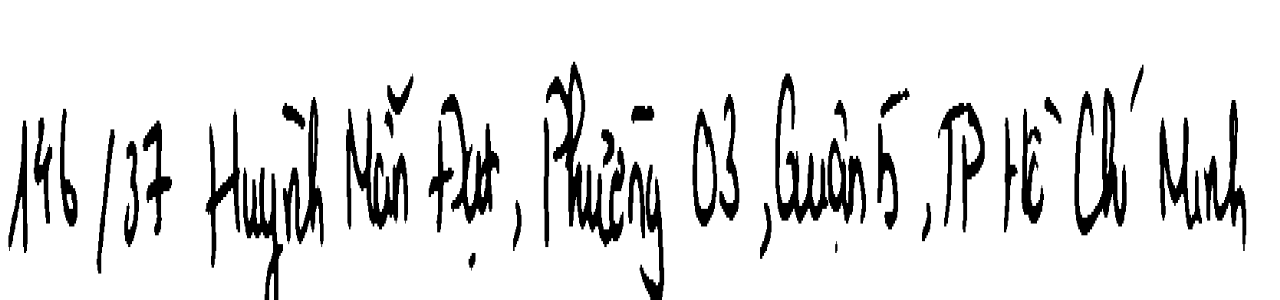 146/37 Huỳnh Mẫn Đạt, Phường 03, Quận 5, TP Hồ Chí Minh